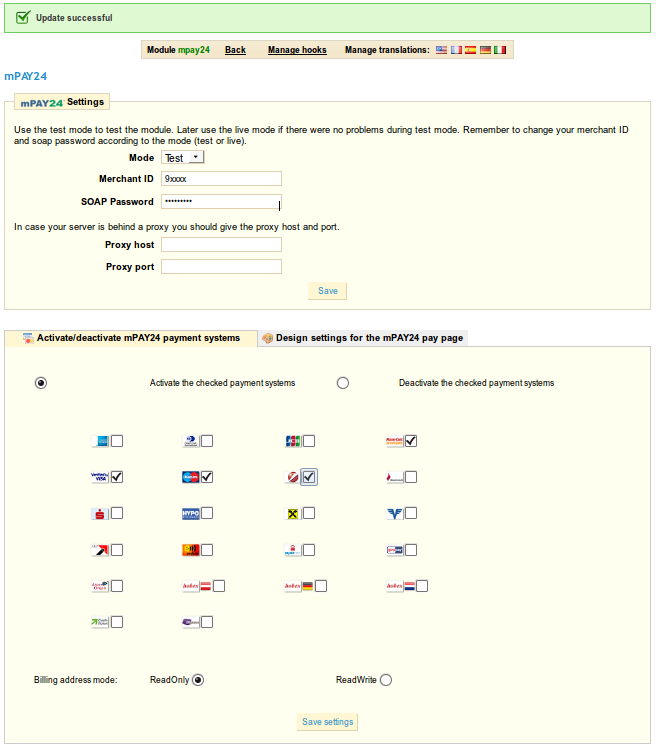 Update successful
Module mpay24 Back Manage hooks Manage translations:
mPAY24
mPAY24 Settings
Use the test mode to test the module. Later use the live mode if there were no problems during test mode. Remember to change your merchant ID
and soap password according to the mode (test or live).
Mode Test
Merchant ID 9xxxx
SOAP Password •••••••••
In case your server is behind a proxy you should give the proxy host and port.
Proxy host
Proxy port
Save
Activate/deactivate mPAY24 payment systems Design settings for the mPAY24 pay page
Activate the checked payment systems Deactivate the checked payment systems
JCB
VISA
HYPO
Billing address mode: ReadOnly ReadWrite
Save settings